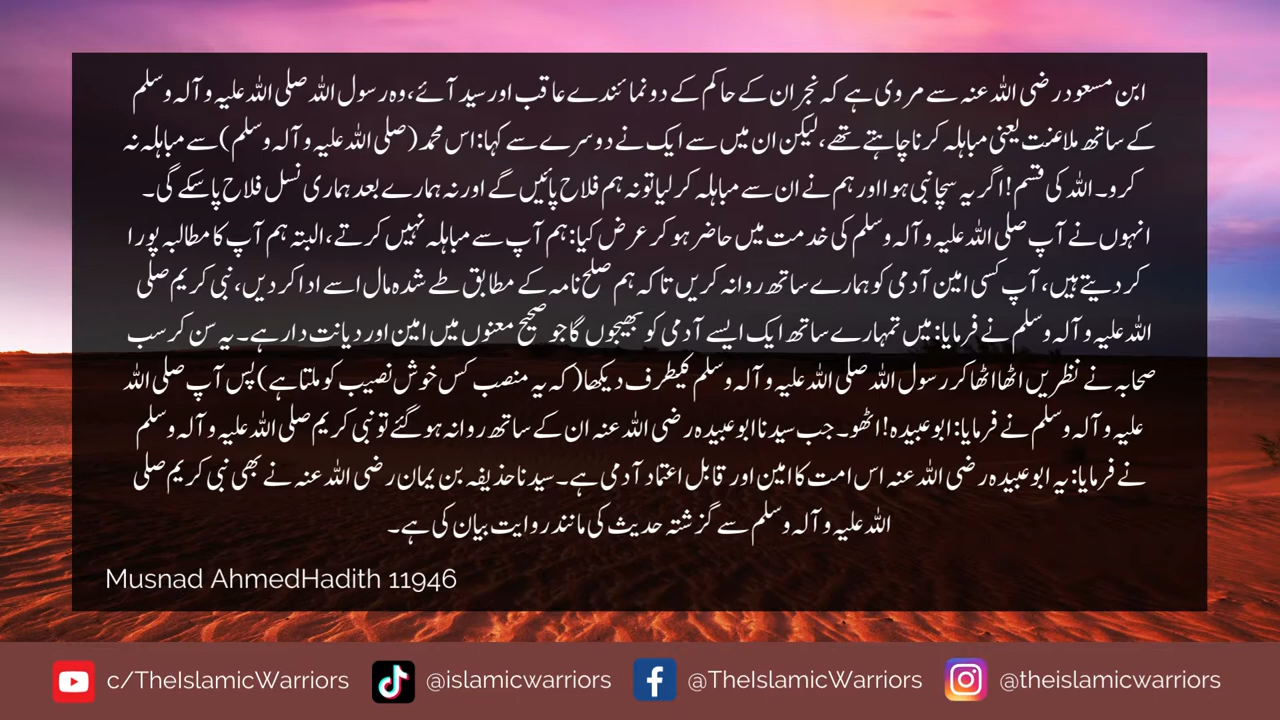 ابن مسعود رضی اللہ عنہ سے مروی ہے کہ نجران کے حاکم کے دو نمائندے عاقب اور سید آئے، وہ رسول اللہ صلی اللہ علیہ وآلہ وسلم
کے ساتھ ملاعنت یعنی مباہلہ کرنا چاہتے تھے، لیکن ان میں سے ایک نے دوسرے سے کہا: اس محمد (صلی اللہ علیہ وآلہ وسلم) سے مباہلہ نہ
کرو۔ اللہ کی قسم! اگر یہ سچا نبی ہوا اور ہم نے ان سے مباہلہ کر لیا تو نہ ہم فلاح پائیں گے اور نہ ہمارے بعد ہماری نسل فلاح پا سکے گی۔
انہوں نے آپ صلی اللہ علیہ وآلہ وسلم کی خدمت میں حاضر ہو کر عرض کیا: ہم آپ سے مباہلہ نہیں کرتے، البتہ ہم آپ کا مطالبہ پورا
کر دیتے ہیں، آپ کسی امین آدمی کو ہمارے ساتھ روانہ کریں تاکہ ہم صلح نامہ کے مطابق طے شدہ مال اسے ادا کر دیں، نبی کریم صلی
اللہ علیہ وآلہ وسلم نے فرمایا: میں تمہارے ساتھ ایک ایسے آدمی کو بھیجوں گا جو صحیح معنوں میں امین اور دیانت دار ہے۔ یہ سن کر سب
صحابہ نے نظریں اٹھا اٹھا کر رسول اللہ صلی اللہ علیہ وآلہ وسلم کیطرف دیکھا (کہ یہ منصب کس خوش نصیب کو ملتا ہے) پس آپ صلی اللہ
علیہ وآلہ وسلم نے فرمایا: ابو عبیدہ! اٹھو۔ جب سیدنا ابو عبیدہ رضی اللہ عنہ ان کے ساتھ روانہ ہو گئے تو نبی کریم صلی اللہ علیہ وآلہ وسلم
نے فرمایا: یہ ابو عبیدہ رضی اللہ عنہ اس امت کا امین اور قابل اعتماد آدمی ہے۔ سیدنا حذیفہ بن یمان رضی اللہ عنہ نے بھی نبی کریم صلی
اللہ علیہ وآلہ وسلم سے گزشتہ حدیث کی مانند روایت بیان کی ہے۔
Musnad AhmedHadith 11946
c/TheIslamicWarriors @islamicwarriors @TheIslamicWarriors @theislamicwarriors